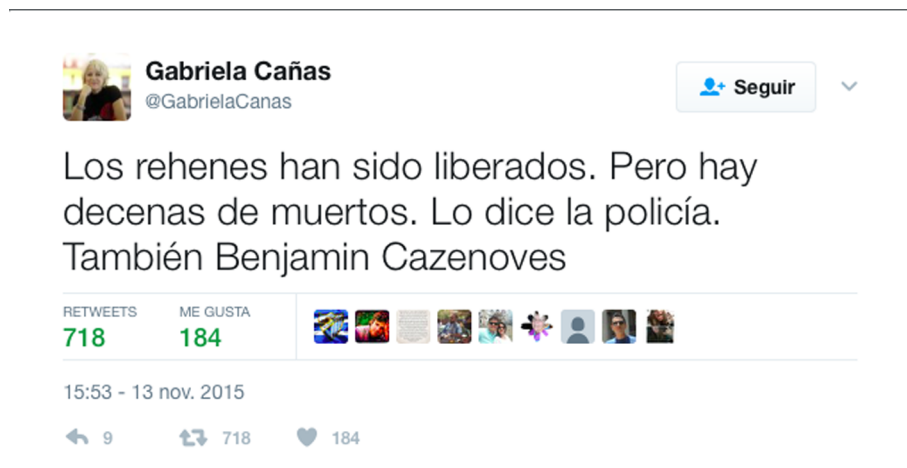 Gabriela Cañas
@GabrielaCanas
Seguir
Los rehenes han sido liberados. Pero hay
decenas de muertos. Lo dice la policía.
También Benjamin Cazenoves
RETWEETS
718
ME GUSTA
184
15:53 - 13 nov. 2015
9
718
184